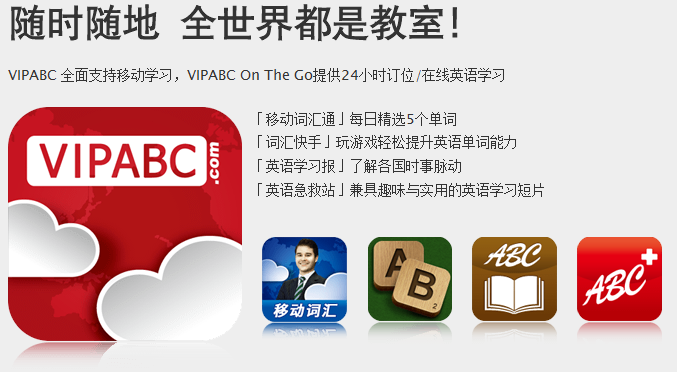 随时随地 全世界都是教室!
VIPABC 全面支持移动学习，VIPABC On The Go提供24小时订位/在线英语学习
「移动词汇通」每日精选5个单词
「词汇快手」玩游戏轻松提升英语单词能力
「英语学习报」了解各国时事脉动
「英语急救站」兼具趣味与实用的英语学习短片
VIPABC.com
移动词汇
A
B
2
ABC
ABC+